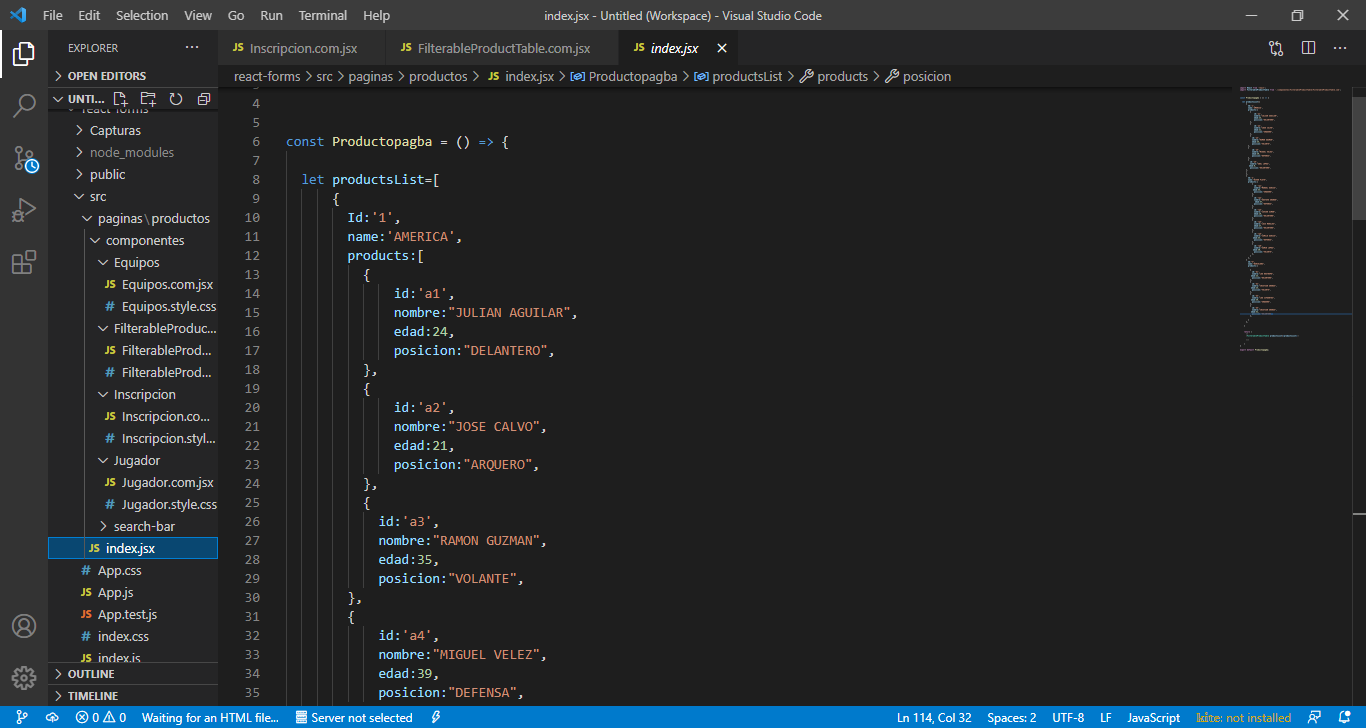 File Edit Selection View Go Run Terminal Help
index.jsx - Untitled (Workspace) - Visual Studio Code
EXPLORER ···
OPEN EDITORS
UNTI...
react-forms
Capturas
node_modules
public
src
paginas\productos
componentes
Equipos
JS Equipos.com.jsx
# Equipos.style.css
FilterableProduc...
JS FilterableProd...
# FilterableProd...
Inscripcion
JS Inscripcion.co...
# Inscripcion.styl...
Jugador
JS Jugador.com.jsx
# Jugador.style.css
search-bar
JS index.jsx
# App.css
JS App.js
JS App.test.js
# index.css
JS index.js
OUTLINE
TIMELINE
JS Inscripcion.com.jsx
JS FilterableProductTable.com.jsx
JS index.jsx
react-forms > src > paginas > productos > JS index.jsx > Productopagba > productsList > products > posicion
3
4
5
6 const Productopagba = () => {
7
8 let productsList=[
9 {
10 Id:'1',
11 name:'AMERICA',
12 products:[
13 {
14 id:'a1',
15 nombre:"JULIAN AGUILAR",
16 edad:24,
17 posicion:"DELANTERO",
18 },
19 {
20 id:'a2',
21 nombre:"JOSE CALVO",
22 edad:21,
23 posicion:"ARQUERO",
24 },
25 {
26 id:'a3',
27 nombre:"RAMON GUZMAN",
28 edad:35,
29 posicion:"VOLANTE",
30 },
31 {
32 id:'a4',
33 nombre:"MIGUEL VELEZ",
34 edad:39,
35 posicion:"DEFENSA",
0 0 Waiting for an HTML file... Server not selected
Ln 114, Col 32 Spaces: 2 UTF-8 LF JavaScript kite: not installed